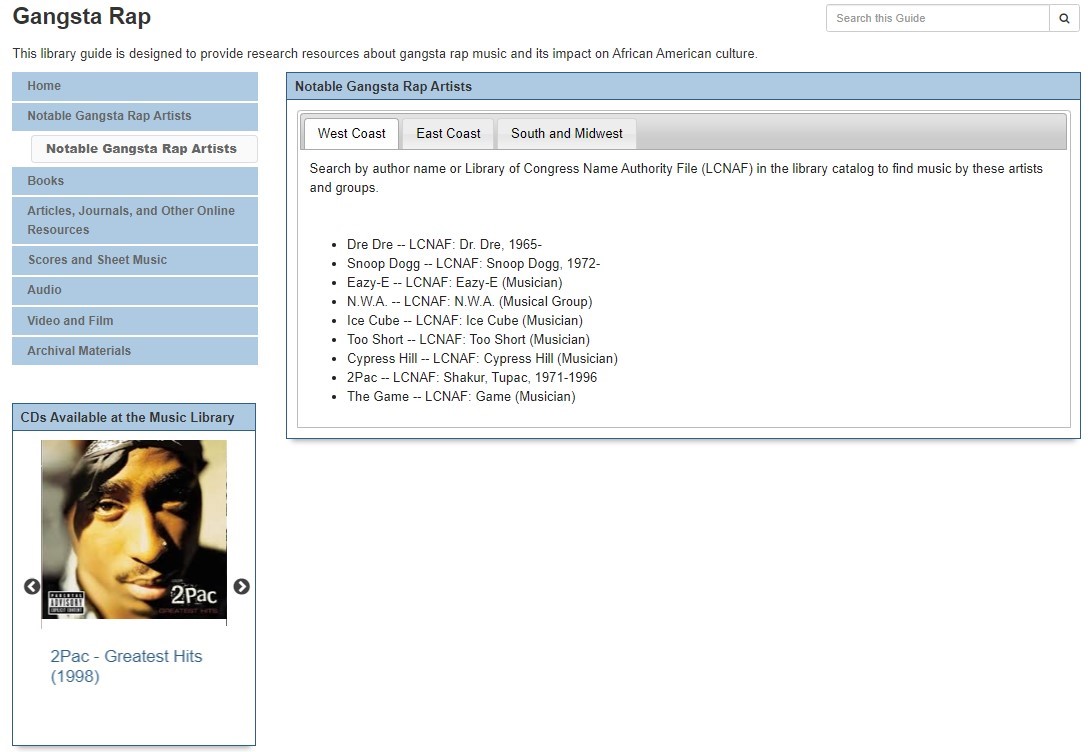 Gangsta Rap
Search this Guide
This library guide is designed to provide research resources about gangsta rap music and its impact on African American culture.
Home
Notable Gangsta Rap Artists
Notable Gangsta Rap Artists
Books
Articles, Journals, and Other Online
Resources
Scores and Sheet Music
Audio
Video and Film
Archival Materials
CDs Available at the Music Library
PARENTAL
ADVISORY
EXPLICIT CONTENT
2Pac
GREATEST HITS
2Pac - Greatest Hits
(1998)
Notable Gangsta Rap Artists
West Coast East Coast South and Midwest
Search by author name or Library of Congress Name Authority File (LCNAF) in the library catalog to find music by these artists
and groups.
• Dre Dre -- LCNAF: Dr. Dre, 1965-
• Snoop Dogg -- LCNAF: Snoop Dogg, 1972-
• Eazy-E -- LCNAF: Eazy-E (Musician)
• N.W.A. -- LCNAF: N.W.A. (Musical Group)
• Ice Cube -- LCNAF: Ice Cube (Musician)
• Too Short -- LCNAF: Too Short (Musician)
• Cypress Hill -- LCNAF: Cypress Hill (Musician)
• 2Pac -- LCNAF: Shakur, Tupac, 1971-1996
• The Game -- LCNAF: Game (Musician)